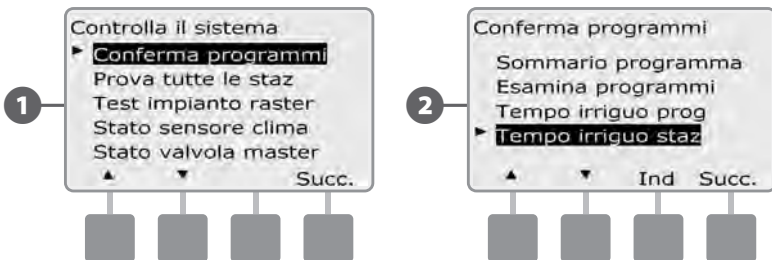 1
Controlla il sistema
Conferma programmi
Prova tutte le staz
Test impianto raster
Stato sensore clima
Stato valvola master
Succ.
2
Conferma programmi
Sommario programma
Esamina programmi
Tempo irriguo prog
Tempo irriguo staz
Ind Succ.